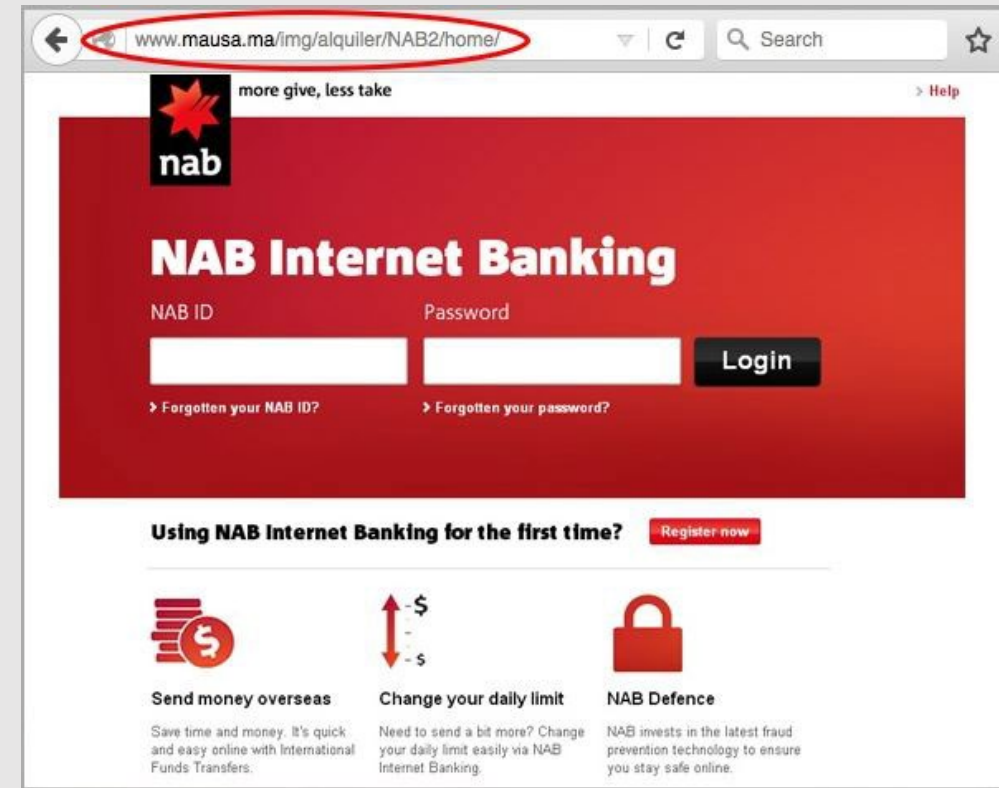 www.mausa.ma/img/alquiler/NAB2/home/
Search
more give, less take
> Help
nab
NAB Internet Banking
NAB ID
Password
Login
> Forgotten your NAB ID?
> Forgotten your password?
Using NAB Internet Banking for the first time?
Register now
$
$
$
Send money overseas
Change your daily limit
NAB Defence
Save time and money. It's quick
and easy online with International
Funds Transfers.
Need to send a bit more? Change
your daily limit easily via NAB
Internet Banking.
NAB invests in the latest fraud
prevention technology to ensure
you stay safe online.